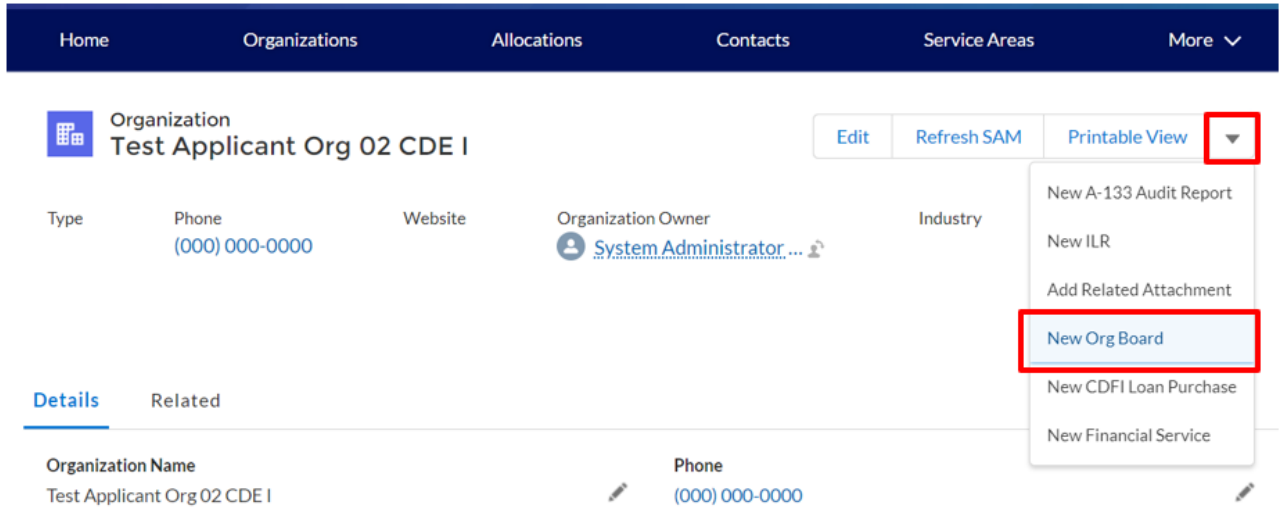 Home Organizations Allocations Contacts Service Areas More
Organization
Test Applicant Org 02 CDE I
Edit Refresh SAM Printable View
New A-133 Audit Report
New ILR
Add Related Attachment
New Org Board
New CDFI Loan Purchase
New Financial Service
Type Phone Website Organization Owner Industry
(000) 000-0000 System Administrator ...
Details Related
Organization Name Phone
Test Applicant Org 02 CDE I (000) 000-0000